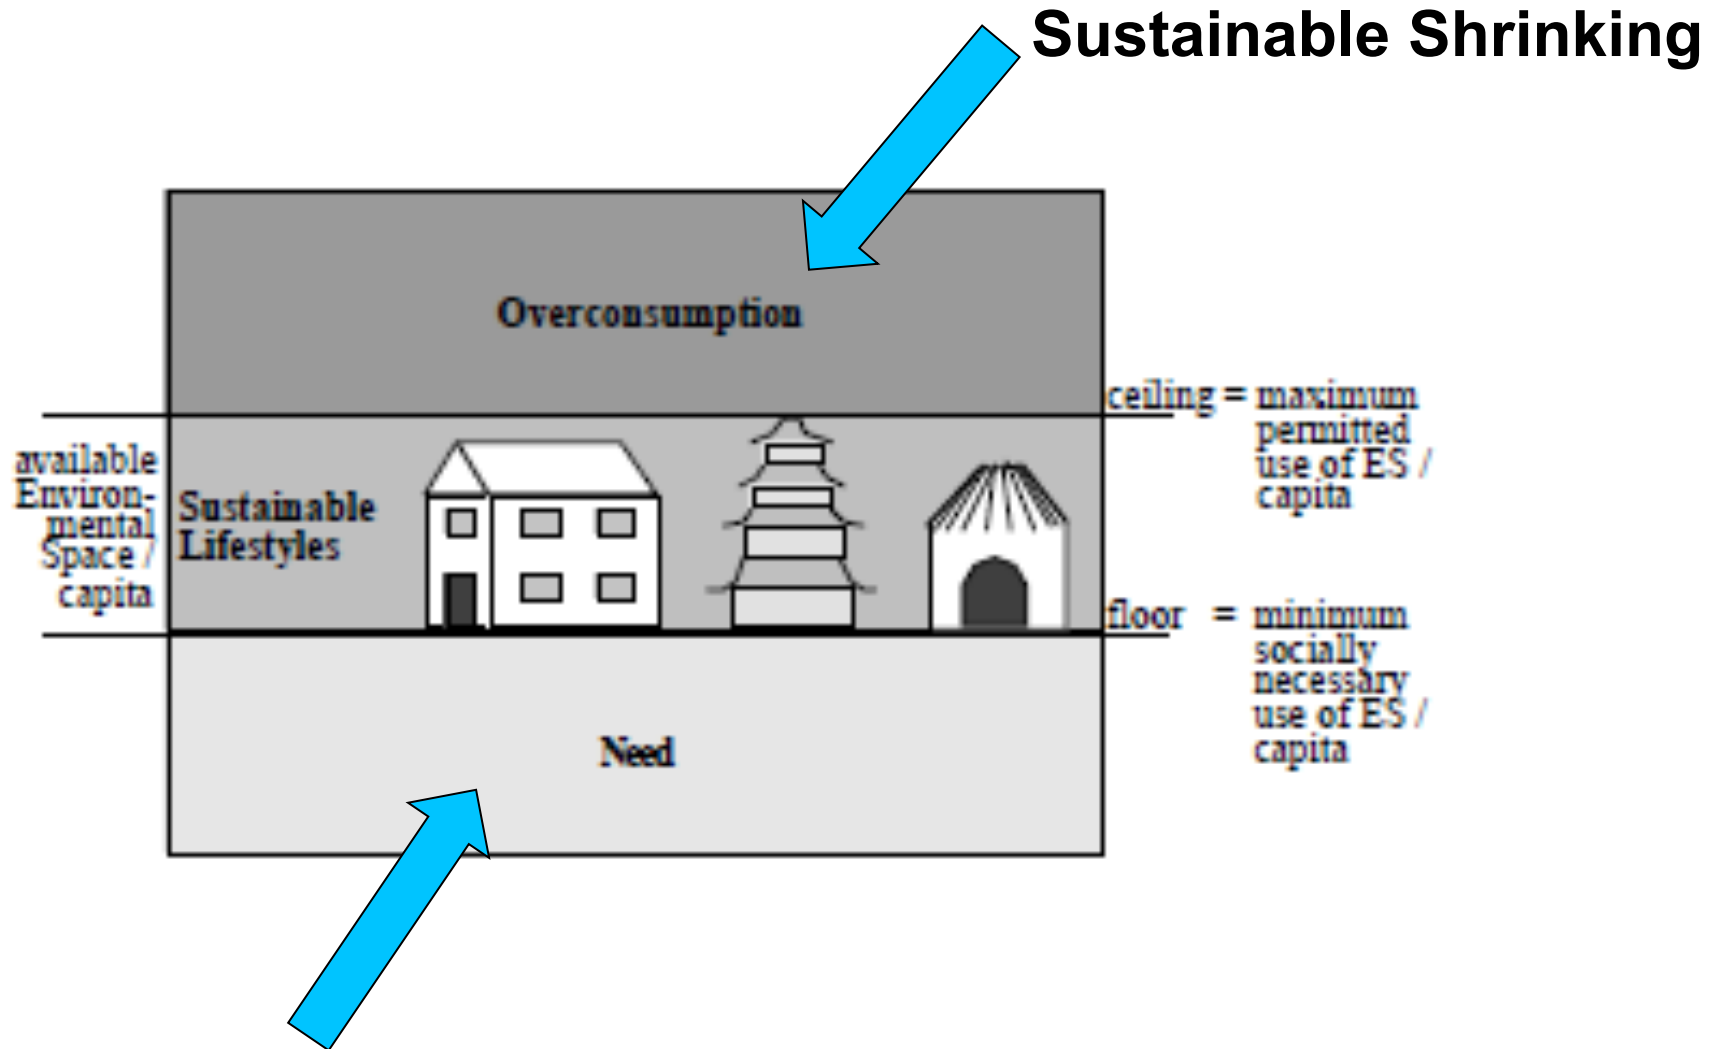 Sustainable Shrinking
Overconsumption
ceiling = maximum
permitted
use of ES /
capita
available
Environ-
mental
Space /
capita
Sustainable
Lifestyles
floor = minimum
socially
necessary
use of ES /
capita
Need